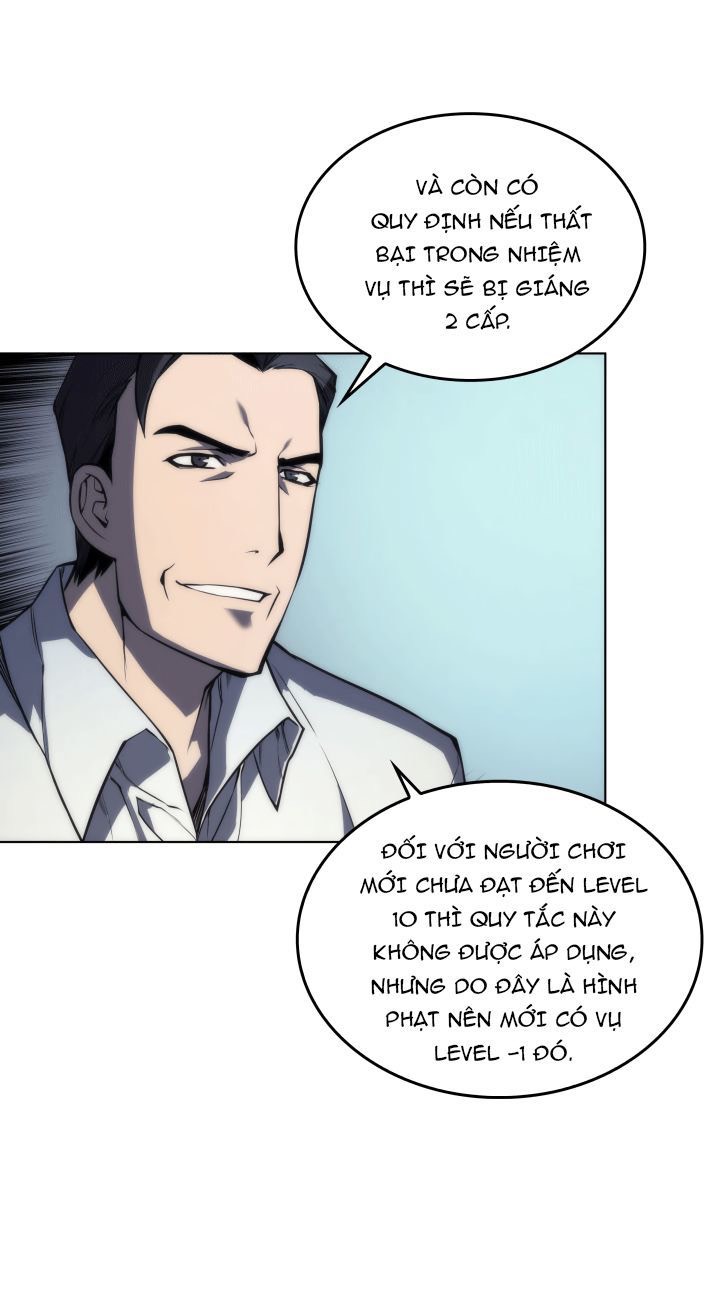 VÀ CÒN CÓ
QUY ĐỊNH NẾU THẤT
BẠI TRONG NHIỆM
VỤ THÌ SẼ BỊ GIÁNG
2 CẤP.
ĐỐI VỚI NGƯỜI CHƠI
MỚI CHƯA ĐẠT ĐẾN LEVEL
10 THÌ QUY TẮC NÀY
KHÔNG ĐƯỢC ÁP DỤNG,
NHƯNG DO ĐÂY LÀ HÌNH
PHẠT NÊN MỚI CÓ VỤ
LEVEL -1 ĐÓ.